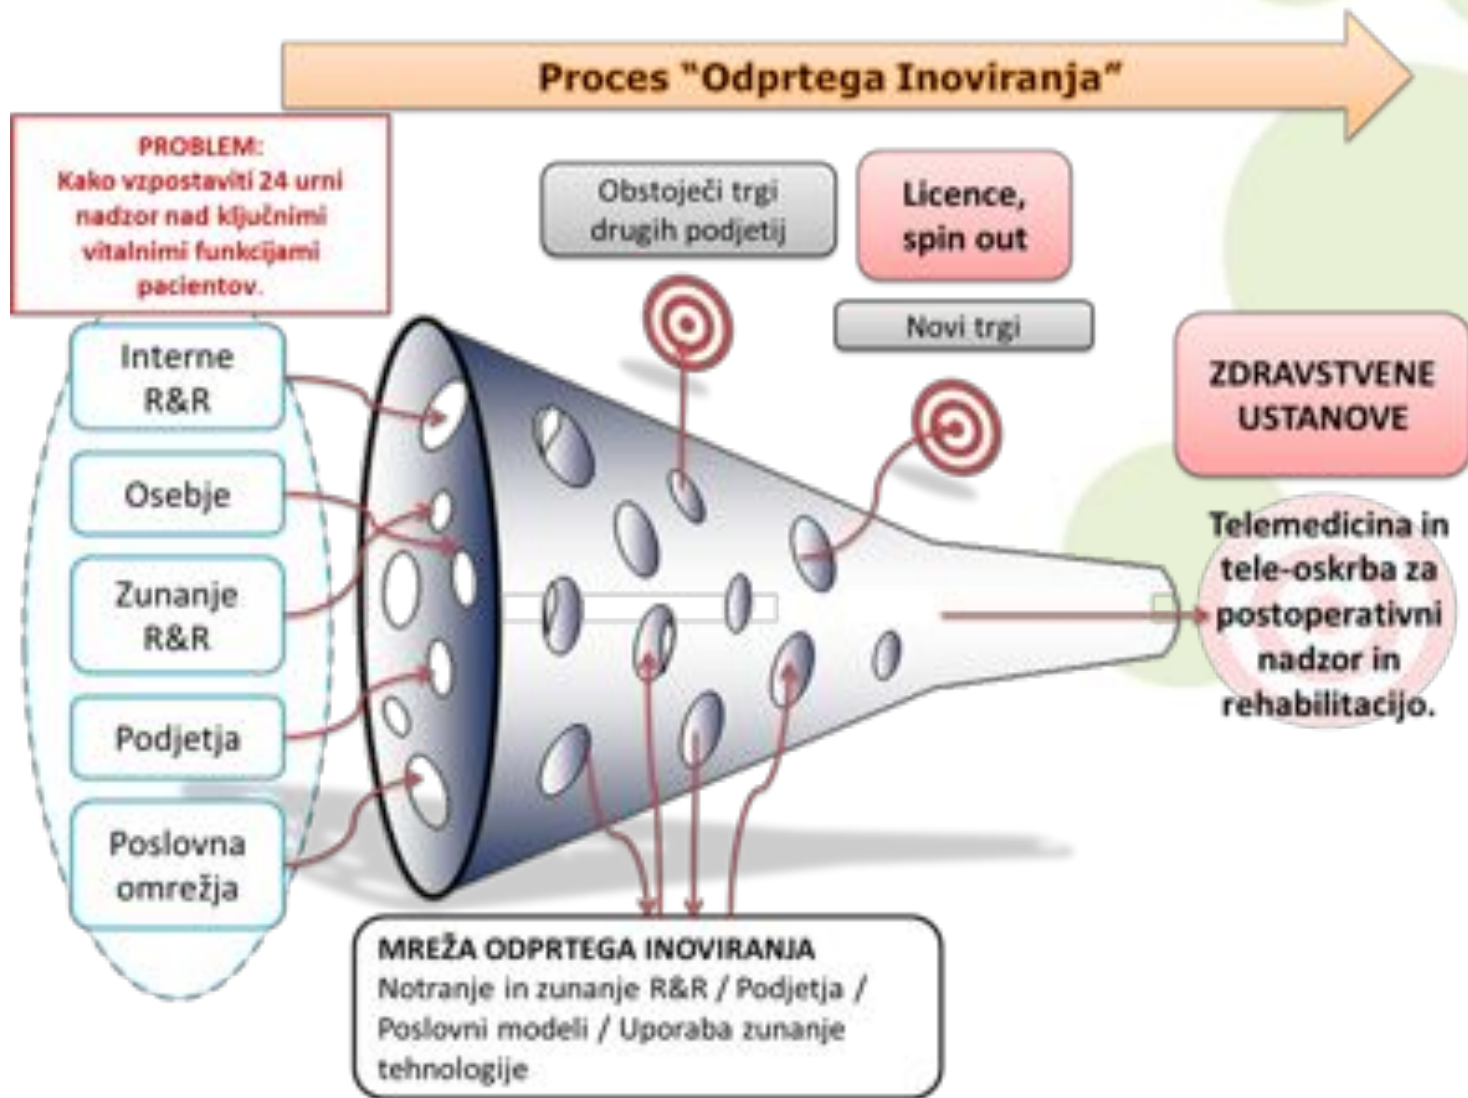 Proces "Odprtega Inoviranja"
PROBLEM:
Kako vzpostaviti 24 urni
nadzor nad ključnimi
vitalnimi funkcijami
pacientov.
Obstoječi trgi
drugih podjetij
Licence,
spin out
Novi trgi
Interne
R&R
Osebje
Zunanje
R&R
Podjetja
Poslovna
omrežja
ZDRAVSTVENE
USTANOVE
Telemedicina in
tele-oskrba za
postoperativni
nadzor in
rehabilitacijo.
MREŽA ODPRTEGA INOVIRANJA
Notranje in zunanje R&R / Podjetja /
Poslovni modeli / Uporaba zunanje
tehnologije